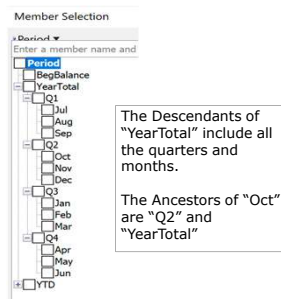 Member Selection
Period ▼
Enter a member name and
Period
BegBalance
YearTotal
Q1
Jul
Aug
Sep
Q2
Oct
Nov
Dec
Q3
Jan
Feb
Mar
Q4
Apr
May
Jun
YTD
The Descendants of
“YearTotal” include all
the quarters and
months.
The Ancestors of “Oct”
are “Q2” and
“YearTotal”